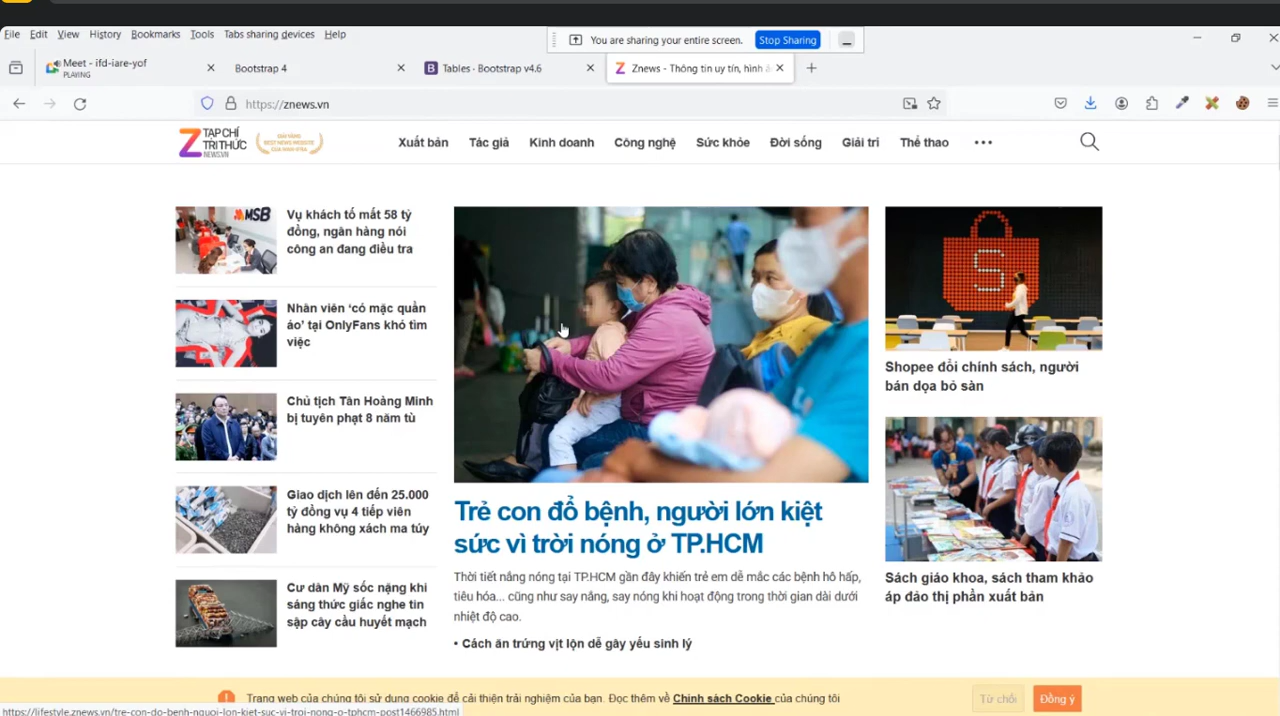 File Edit View History Bookmarks Tools Tabs sharing devices Help
You are sharing your entire screen. Stop Sharing
Meet - ifd-iare-yof
PLAYING
Bootstrap 4
Tables - Bootstrap v4.6
Znews - Thông tin uy tín, hình ả
https://znews.vn
TẠP CHÍ
TRI THỨC
NEWS.VN
Xuất bản Tác giả Kinh doanh Công nghệ Sức khỏe Đời sống Giải trí Thể thao
MSB
Vụ khách tố mất 58 tỷ
đồng, ngân hàng nói
công an đang điều tra
Nhân viên ‘có mặc quần
áo’ tại OnlyFans khó tìm
việc
Chủ tịch Tân Hoàng Minh
bị tuyên phạt 8 năm tù
Giao dịch lên đến 25.000
tỷ đồng vụ 4 tiếp viên
hàng không xách ma túy
Cư dân Mỹ sốc nặng khi
sáng thức giấc nghe tin
sập cây cầu huyết mạch
Trẻ con đổ bệnh, người lớn kiệt
sức vì trời nóng ở TP.HCM
Thời tiết nắng nóng tại TP.HCM gần đây khiến trẻ em dễ mắc các bệnh hô hấp,
tiêu hóa... cũng như say nắng, say nóng khi hoạt động trong thời gian dài dưới
nhiệt độ cao.
• Cách ăn trứng vịt lộn dễ gây yếu sinh lý
S
Shopee đổi chính sách, người
bán dọa bỏ sàn
Sách giáo khoa, sách tham khảo
áp đảo thị phần xuất bản
Trang web của chúng tôi sử dụng cookie để cải thiện trải nghiệm của bạn. Đọc thêm về Chính sách Cookie của chúng tôi
Từ chối
Đồng ý
https://lifestyle.znews.vn/tre-con-do-benh-nguoi-lon-kiet-suc-vi-troi-nong-o-tphcm-post1466985.html